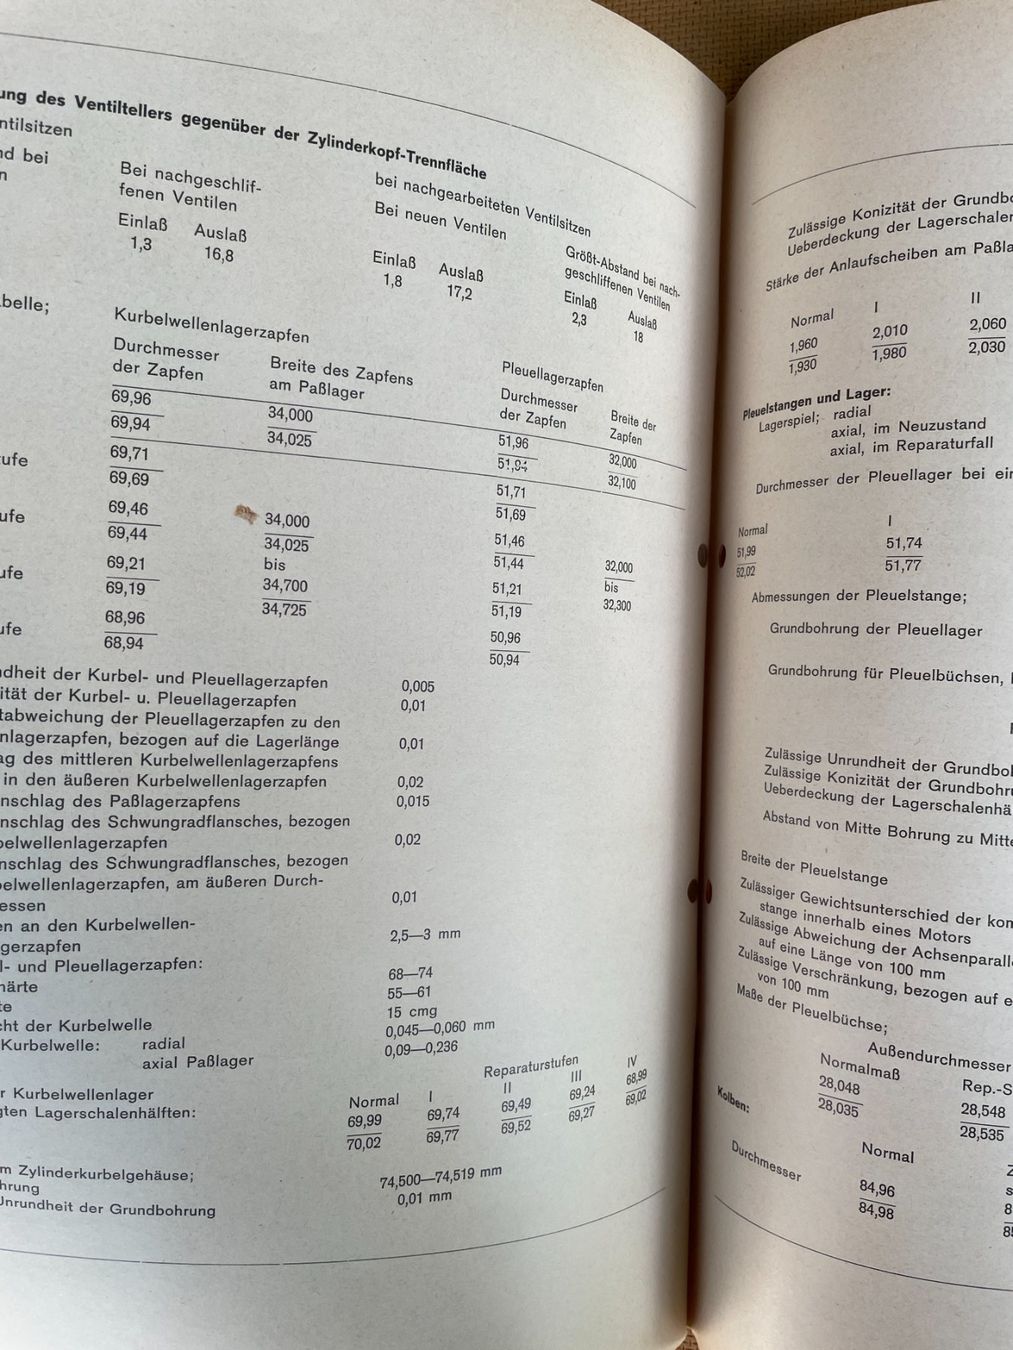 ung des Ventiltellers gegenüber der Zylinderkopf-Trennfläche
ntilsitzen
bei nachgearbeiteten Ventilsitzen
nd bei
n
Bei nachgeschlif-
fenen Ventilen
Bei neuen Ventilen
Größt-Abstand bei nach-
geschliffenen Ventilen
Einlaß Auslaß Einlaß Auslaß Einlaß Auslaß
1,3 16,8 1,8 17,2 2,3 18
abelle;
Kurbelwellenlagerzapfen Pleuellagerzapfen
Durchmesser
der Zapfen
Breite des Zapfens
am Paßlager
Durchmesser
der Zapfen
Breite der
Zapfen
69,96 34,000 51,96 32,000
69,94 34,025 51,94 32,100
69,71 51,71
tufe
69,69 51,69
69,46 34,000 51,46
ufe
69,44 34,025 51,44 32,000
69,21 bis 51,21 bis
ufe
69,19 34,700 51,19 32,300
34,725
68,96 50,96
ufe
68,94 50,94
ndheit der Kurbel- und Pleuellagerzapfen 0,005
ität der Kurbel- u. Pleuellagerzapfen 0,01
tabweichung der Pleuellagerzapfen zu den
nlagerzapfen, bezogen auf die Lagerlänge 0,01
ag des mittleren Kurbelwellenlagerzapfens
in den äußeren Kurbelwellenlagerzapfen 0,02
nschlag des Paßlagerzapfens 0,015
nschlag des Schwungradflansches, bezogen
belwellenlagerzapfen 0,02
nschlag des Schwungradflansches, bezogen
belwellenlagerzapfen, am äußeren Durch-
essen 0,01
en an den Kurbelwellen-
gerzapfen 2,5—3 mm
l- und Pleuellagerzapfen:
härte 68—74
te 55—61
cht der Kurbelwelle 15 cmg
Kurbelwelle: radial 0,045—0,060 mm
axial Paßlager 0,09—0,236
Reparaturstufen
r Kurbelwellenlager Normal I II III IV
gten Lagerschalenhälften: 69,99 69,74 69,49 69,24 68,99
70,02 69,77 69,52 69,27 69,02
m Zylinderkurbelgehäuse;
hrung 74,500—74,519 mm
Unrundheit der Grundbohrung 0,01 mm
Zulässige Konizität der Grundbo
Ueberdeckung der Lagerschalen
Stärke der Anlaufscheiben am Paßla
Normal I II
1,960 2,010 2,060
1,930 1,980 2,030
Pleuelstangen und Lager:
Lagerspiel; radial
axial, im Neuzustand
axial, im Reparaturfall
Durchmesser der Pleuellager bei ein
Normal I
51,99 51,74
52,02 51,77
Abmessungen der Pleuelstange;
Grundbohrung der Pleuellager
Grundbohrung für Pleuelbüchsen,
Zulässige Unrundheit der Grundboh
Zulässige Konizität der Grundbohru
Ueberdeckung der Lagerschalenhä
Abstand von Mitte Bohrung zu Mitte
Breite der Pleuelstange
Zulässiger Gewichtsunterschied der kom
stange innerhalb eines Motors
Zulässige Abweichung der Achsenparalle
auf eine Länge von 100 mm
Zulässige Verschränkung, bezogen auf e
von 100 mm
Maße der Pleuelbüchse;
Außendurchmesser
Normalmaß Rep.-S
28,048 28,548
28,035 28,535
Kolben:
Normal
Durchmesser
84,96
84,98